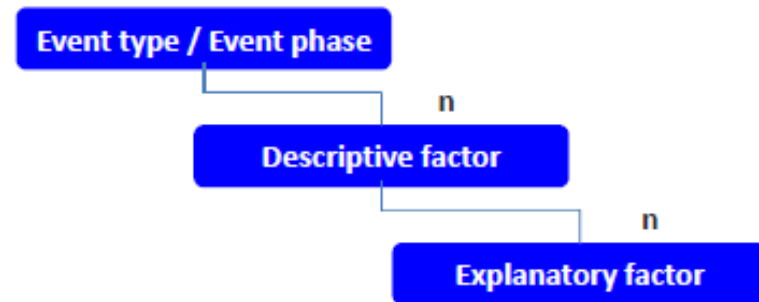 Event type / Event phase
n
Descriptive factor
n
Explanatory factor